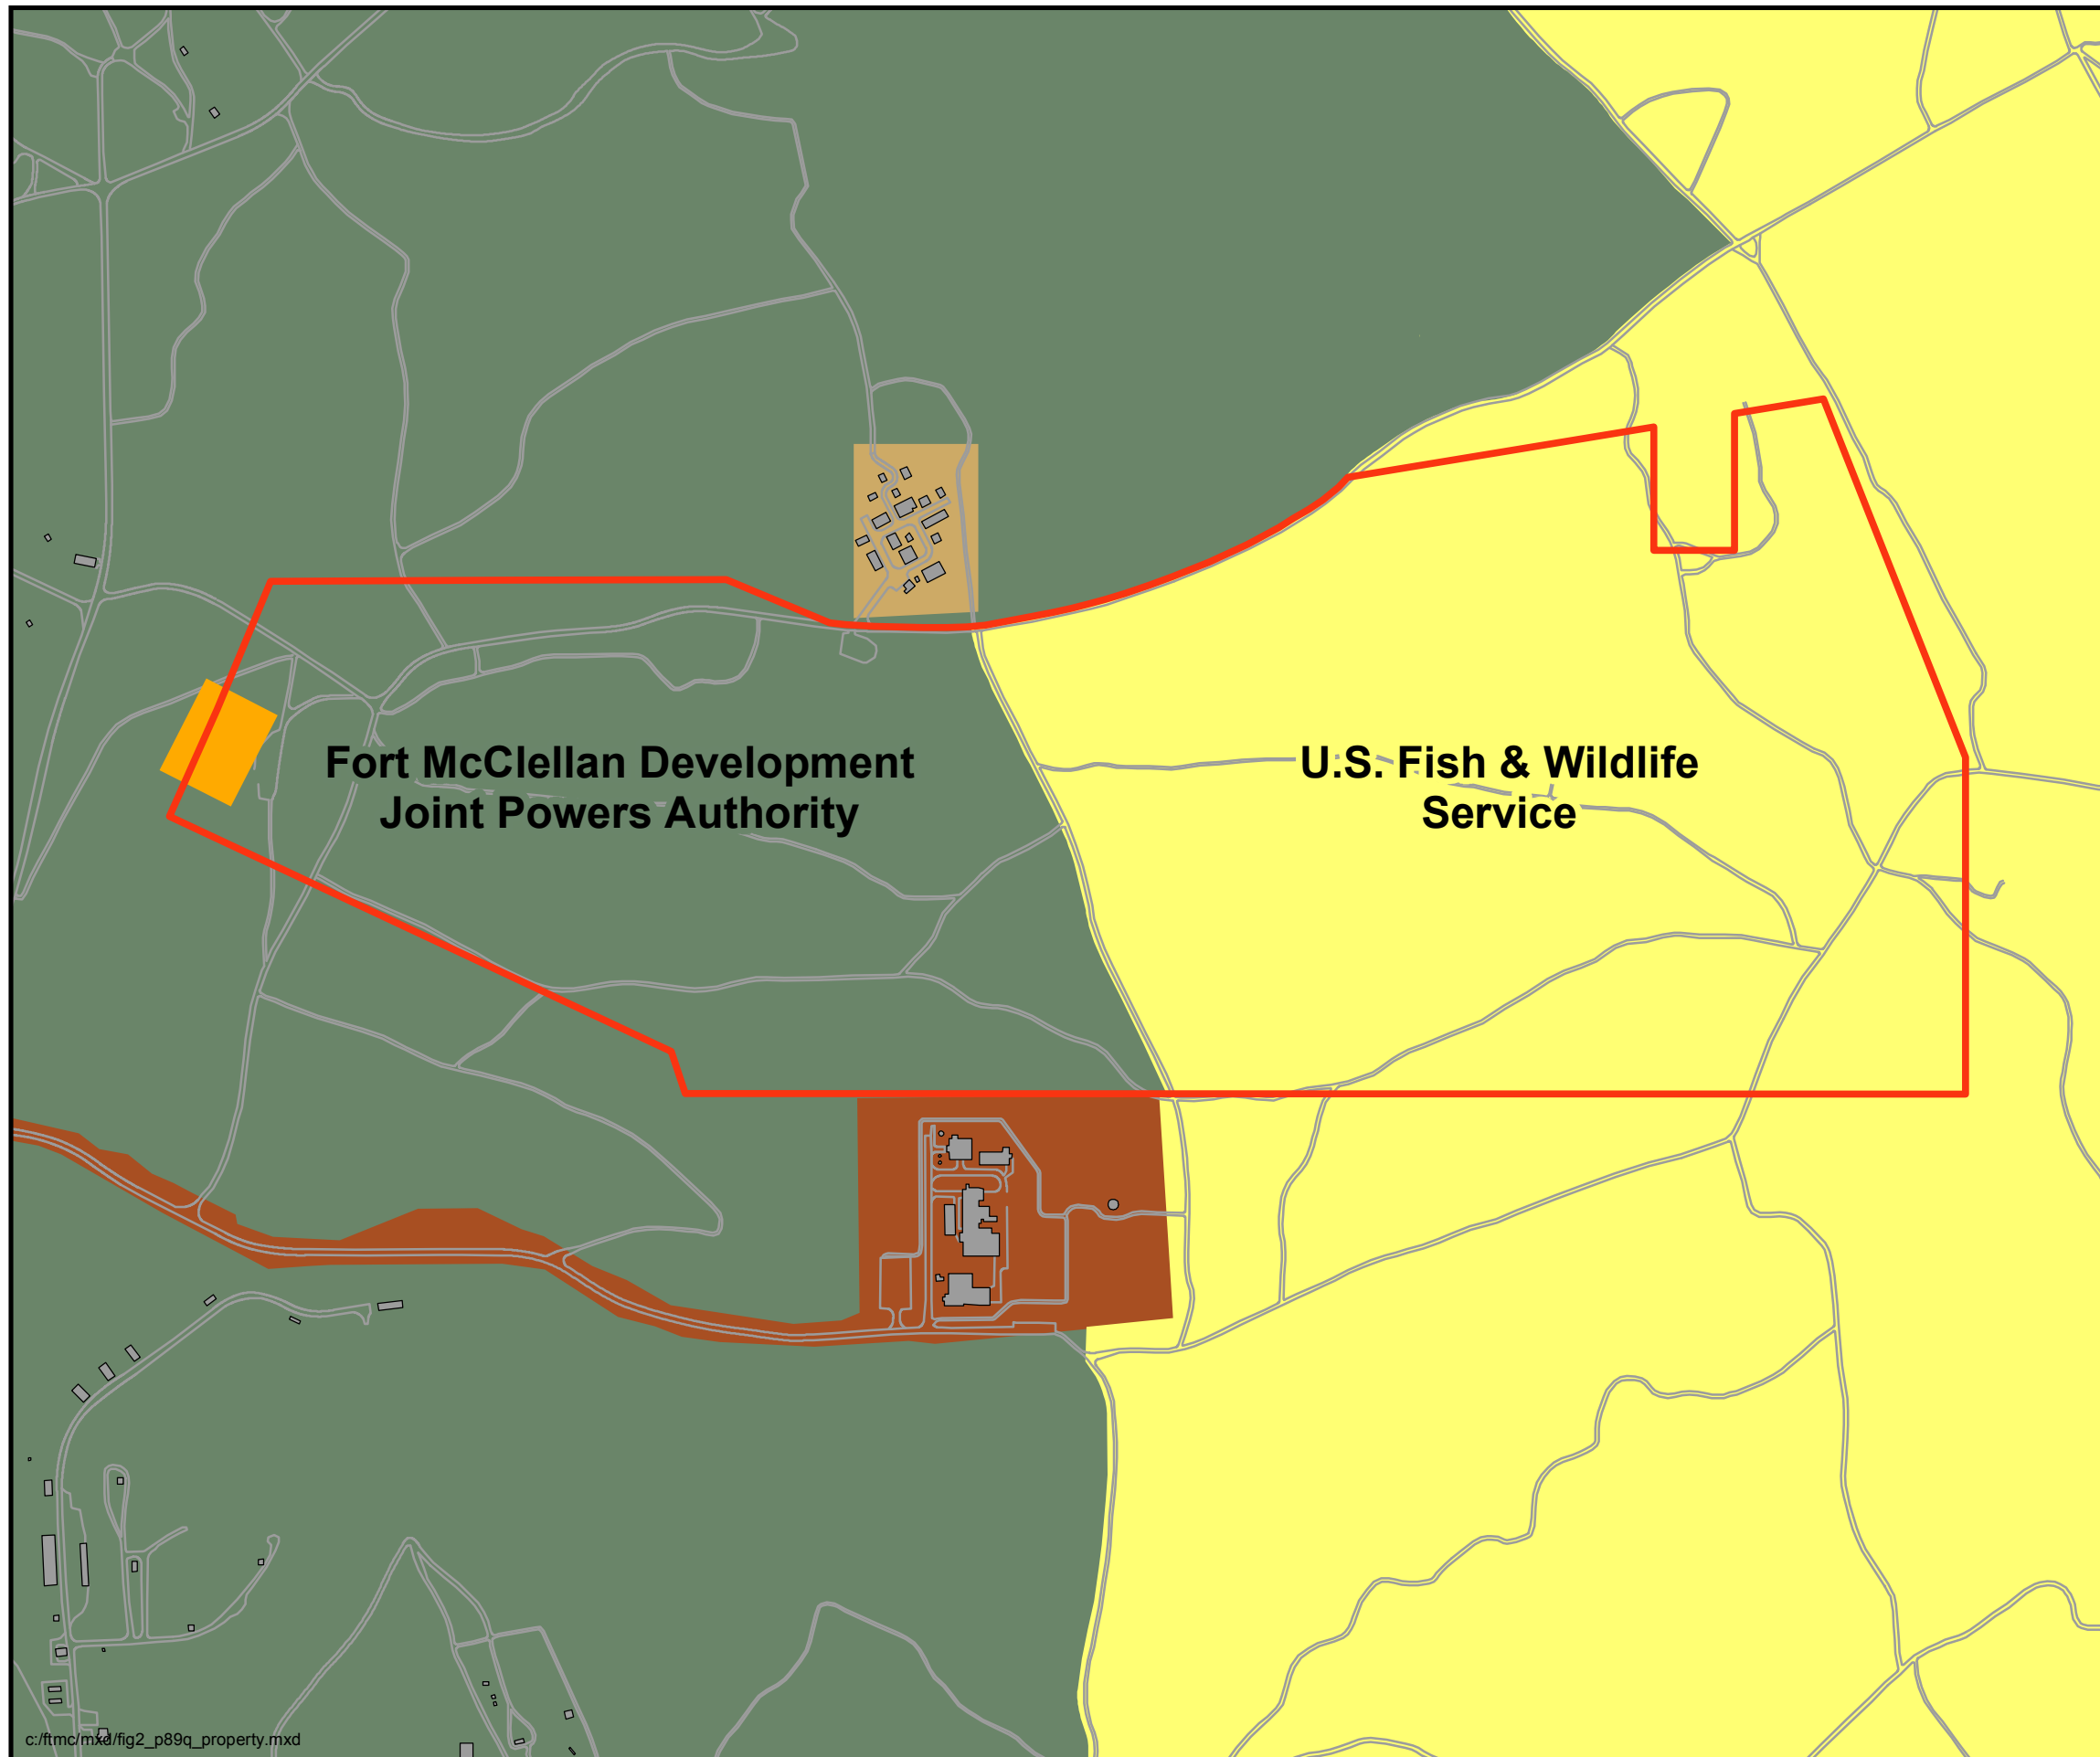 Fort McClellan Development
Joint Powers Authority
U.S. Fish & Wildlife
Service
c:/ftmc/mxd/fig2_p89q_property.mxd